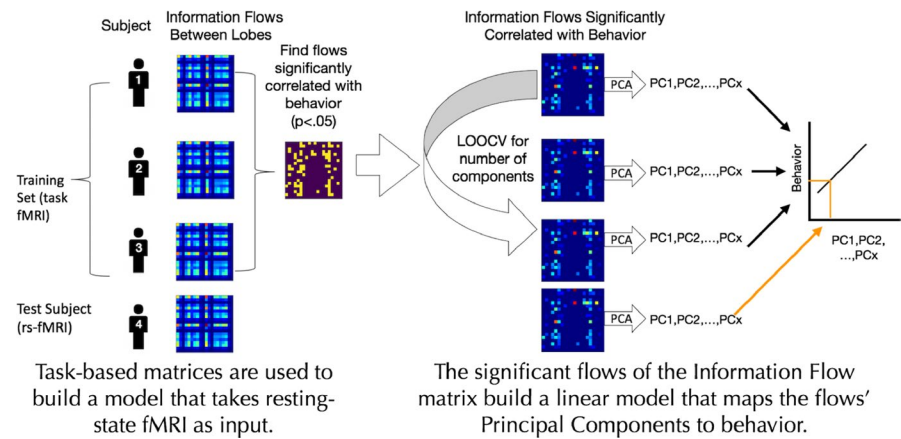 Subject
Information Flows
Between Lobes
Find flows
significantly
correlated with
behavior
(p<.05)
1
2
3
4
Training
Set (task
fMRI)
Test Subject
(rs-fMRI)
Task-based matrices are used to
build a model that takes resting-
state fMRI as input.
Information Flows Significantly
Correlated with Behavior
LOOCV for
number of
components
PCA
PC1,PC2,...,PCx
PCA
PC1,PC2,...,PCx
PCA
PC1,PC2,...,PCx
PCA
PC1,PC2,...,PCx
Behavior
PC1,PC2,
...,PCx
The significant flows of the Information Flow
matrix build a linear model that maps the flows’
Principal Components to behavior.